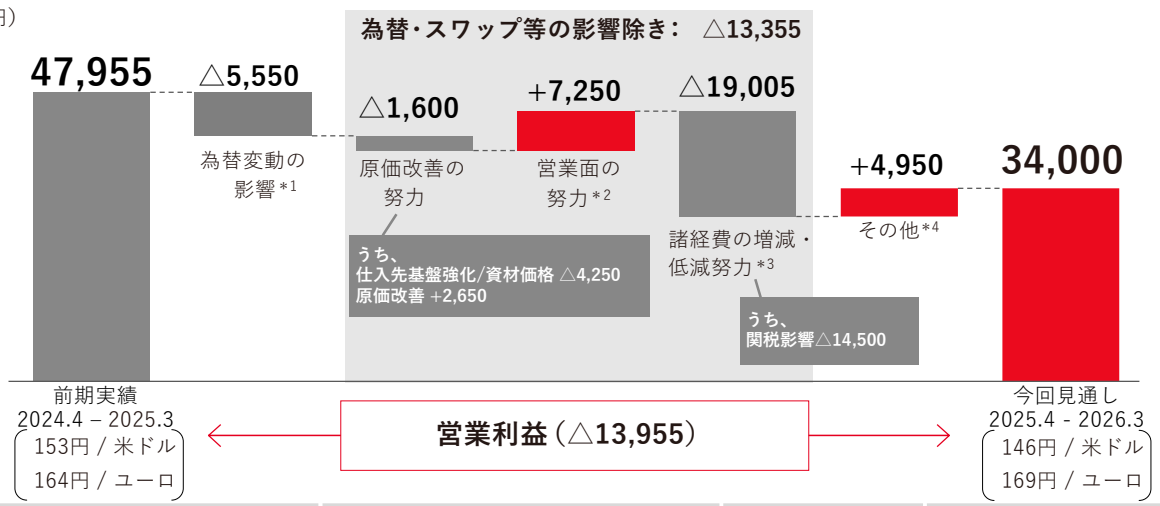 円）
為替・スワップ等の影響除き： △13,355
47,955
△5,550
△1,600
+7,250
△19,005
+4,950
34,000
為替変動の
影響*1
原価改善の
努力
営業面の
努力*2
諸経費の増減・
低減努力*3
その他*4
うち、
仕入先基盤強化/資材価格 △4,250
原価改善 +2,650
うち、
関税影響△14,500
前期実績
2024.4 – 2025.3
153円 / 米ドル
164円 / ユーロ
営業利益（△13,955）
今回見通し
2025.4 - 2026.3
146円 / 米ドル
169円 / ユーロ